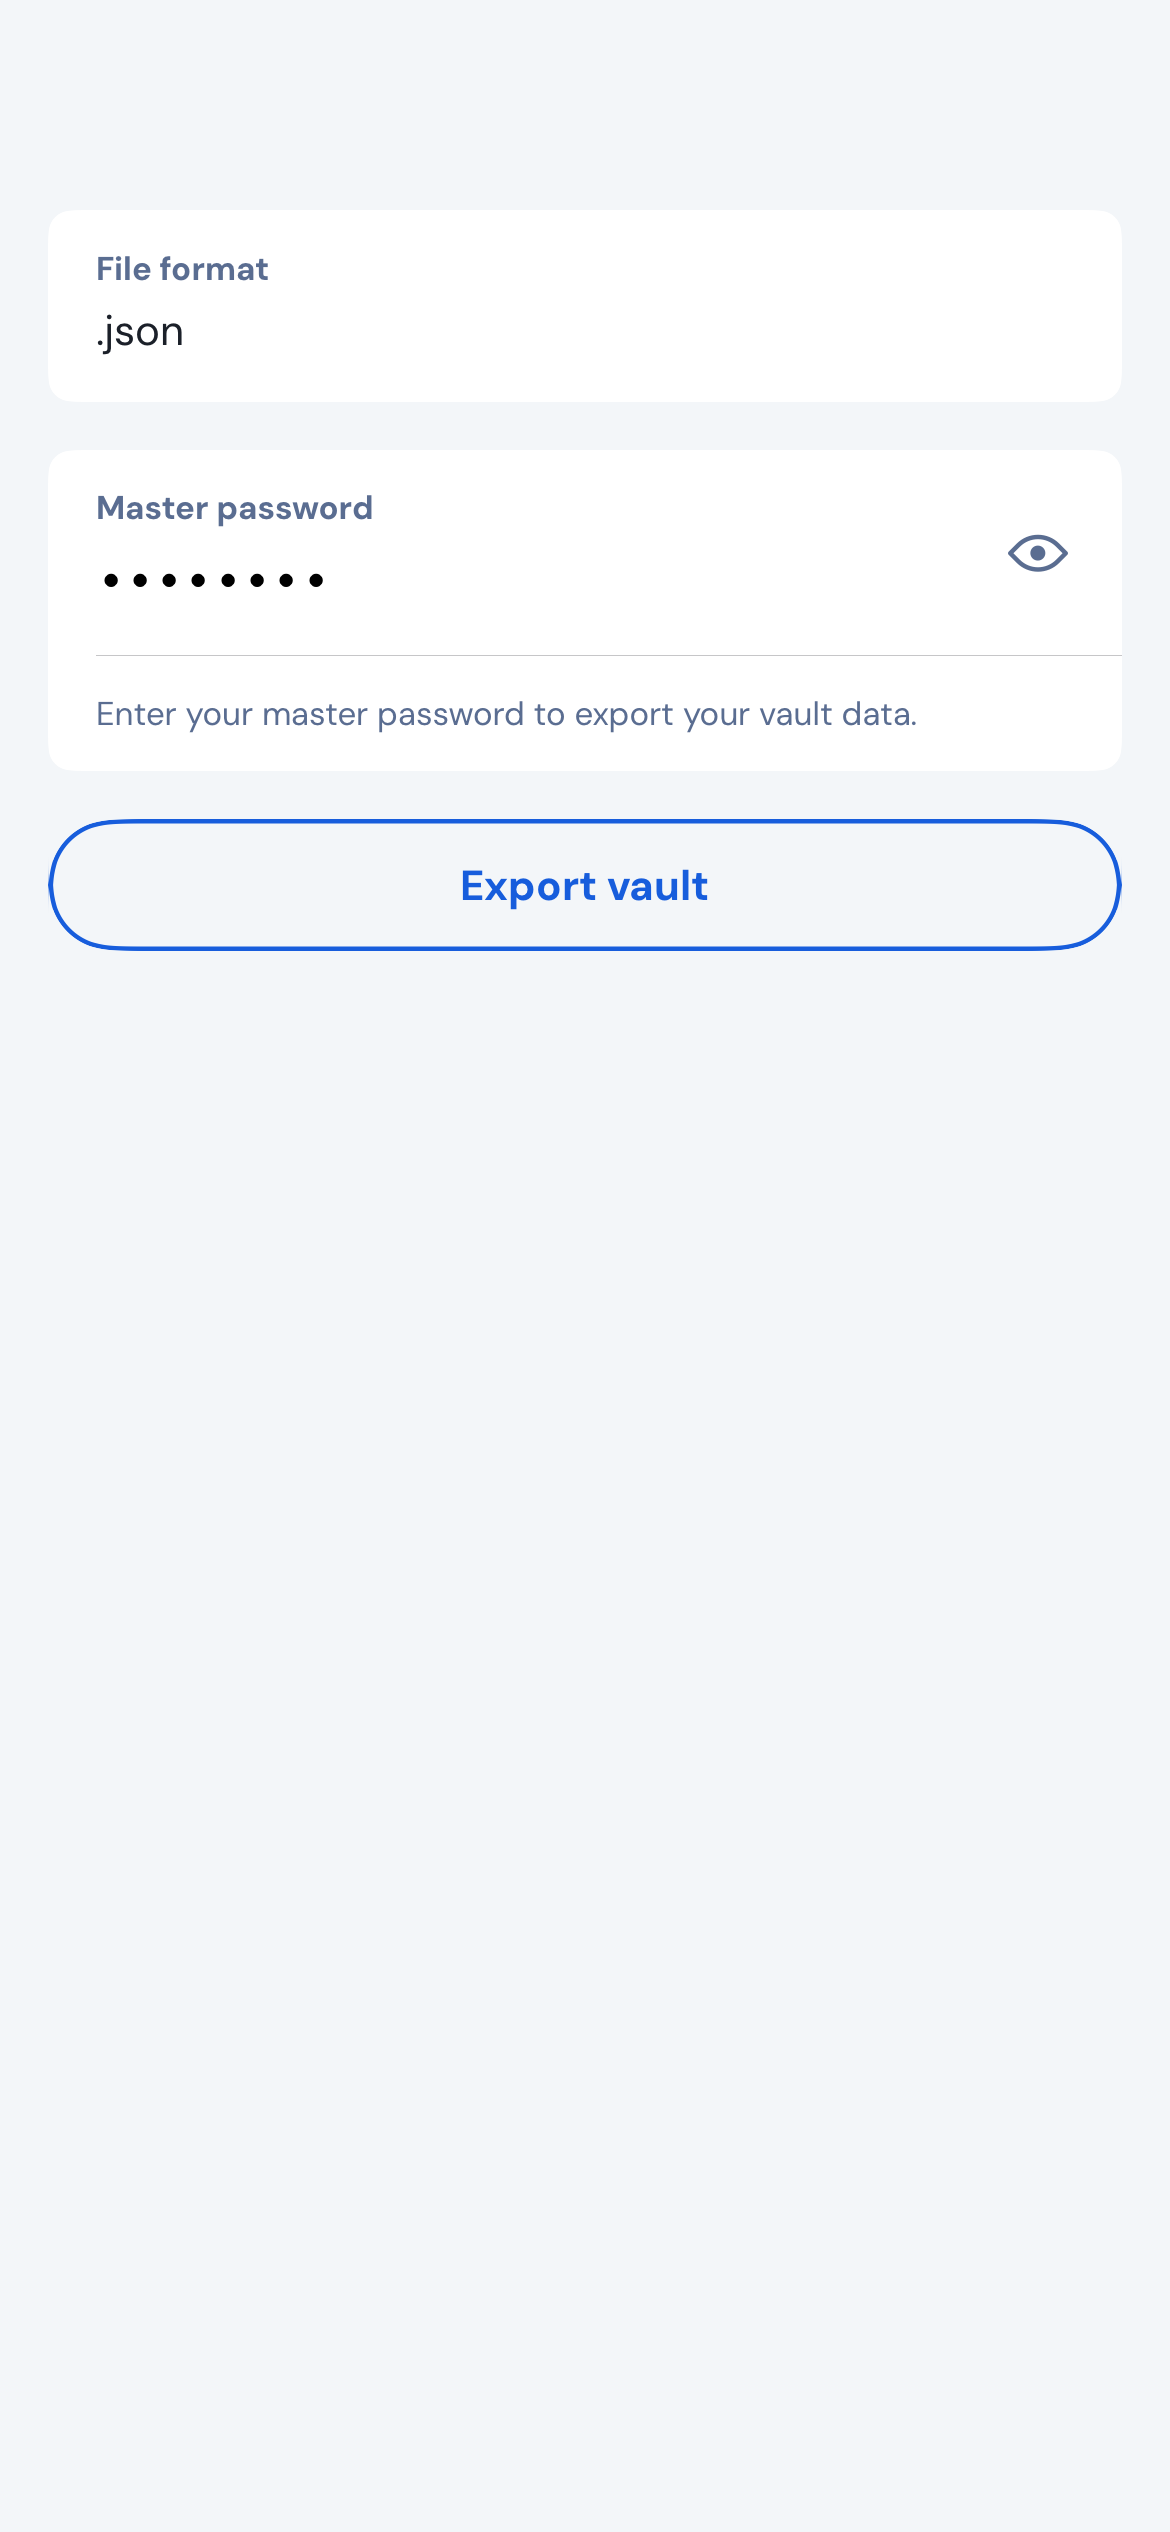 File format
.json
Master password
••••••••
Enter your master password to export your vault data.
Export vault